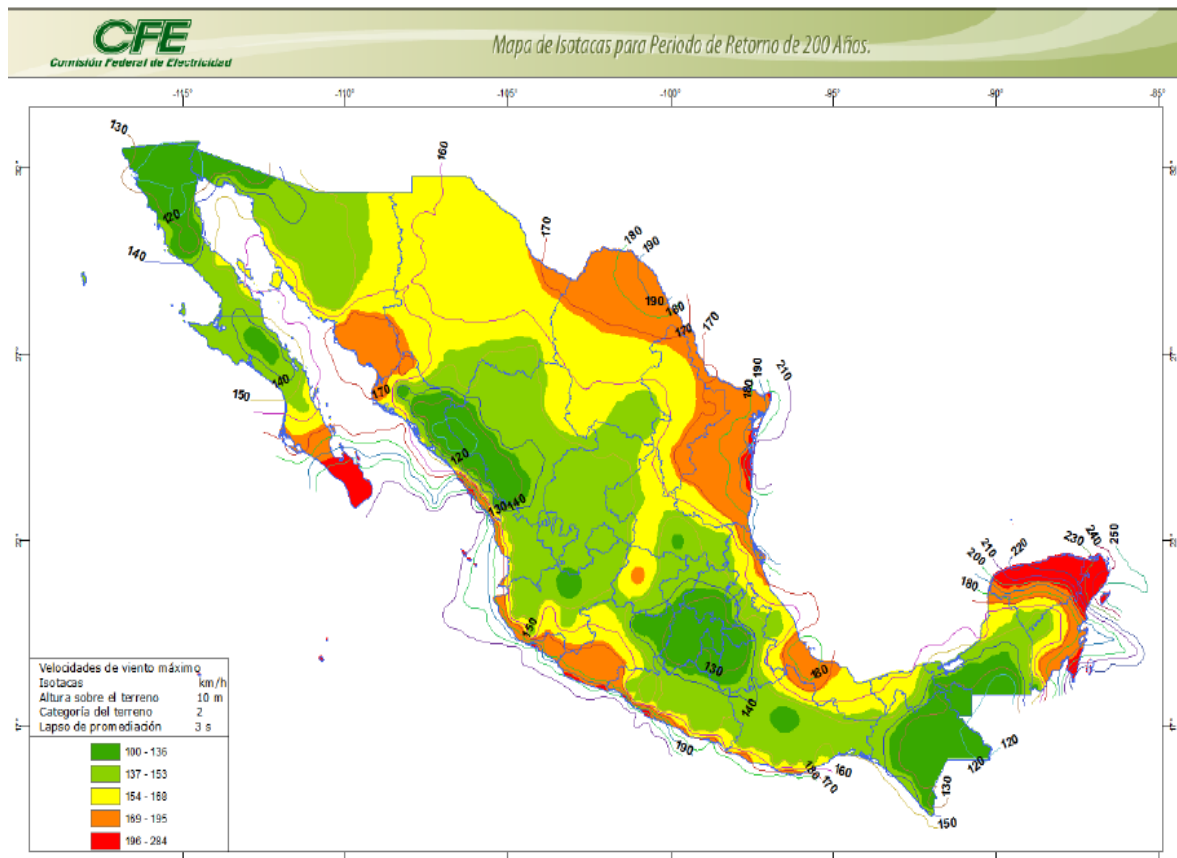 CFE
Comisión Federal de Electricidad
Mapa de Isotacas para Periodo de Retorno de 200 Años.
-115° -110° -105° -100° -95° -90° -85°
130
160
120
140
170
180
190
190
180
170
170
180
190
210
140
150
170
120
130
140
210
220
200
180
230
240
250
150
130
180
140
190
180
170
160
120
120
130
150
Velocidades de viento máximo
Isotacas km/h
Altura sobre el terreno 10 m
Categoría del terreno 2
Lapso de promediación 3 s
100 - 136
137 - 153
154 - 168
169 - 195
196 - 284